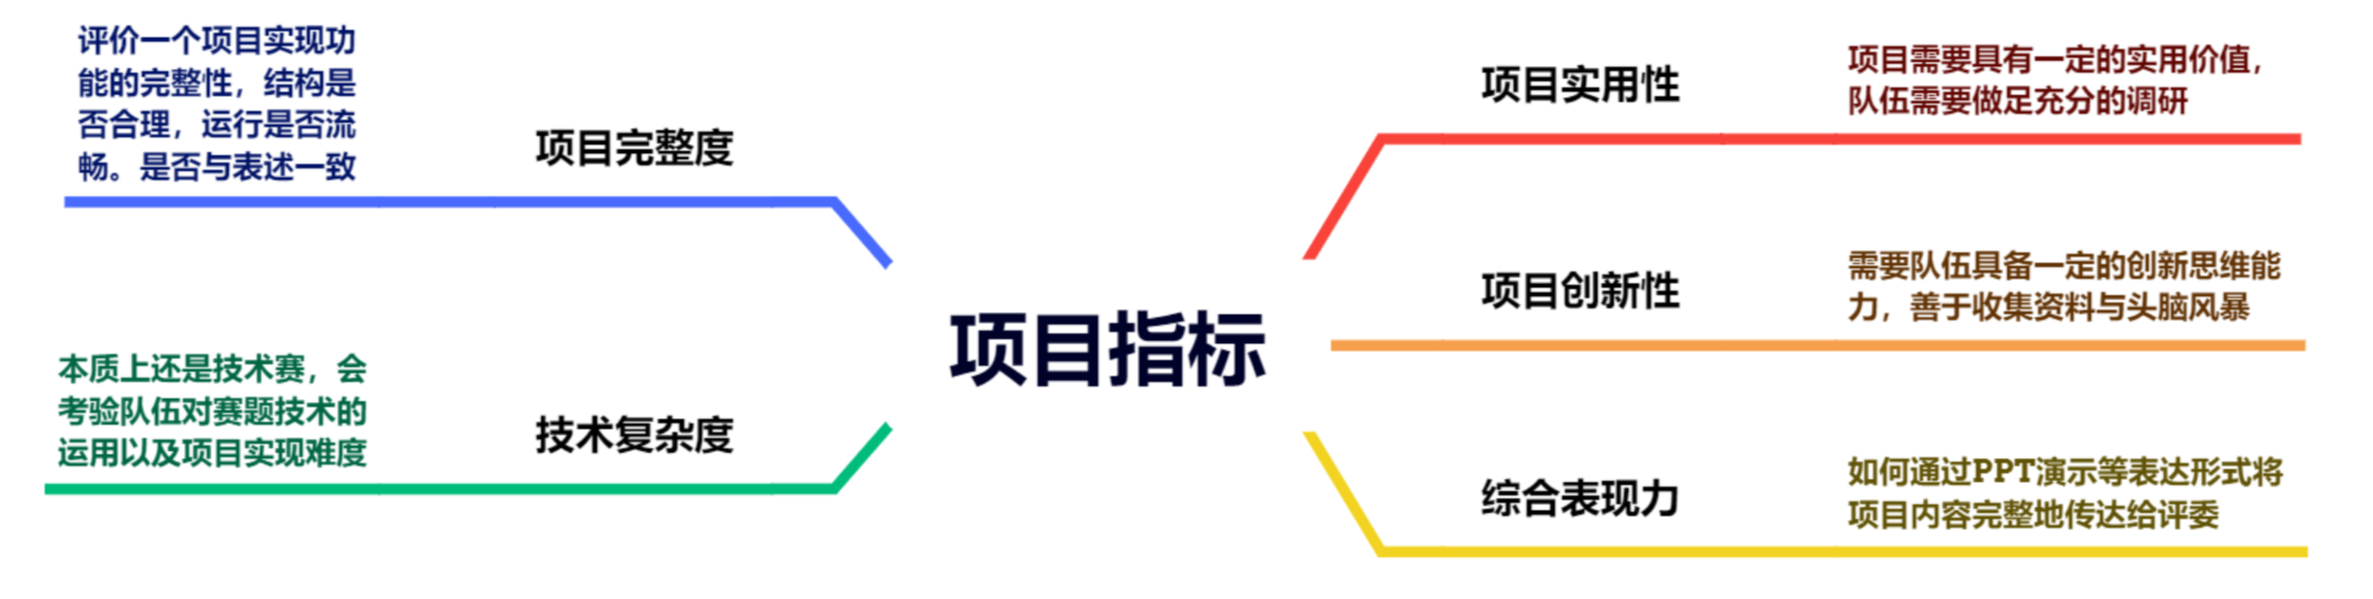 评价一个项目实现功
能的完整性，结构是
否合理，运行是否流
畅。是否与表述一致
项目完整度
本质上还是技术赛，会
考验队伍对赛题技术的
运用以及项目实现难度
技术复杂度
项目指标
项目实用性
项目需要具有一定的实用价值，
队伍需要做足充分的调研
项目创新性
需要队伍具备一定的创新思维能
力，善于收集资料与头脑风暴
综合表现力
如何通过PPT演示等表达形式将
项目内容完整地传达给评委